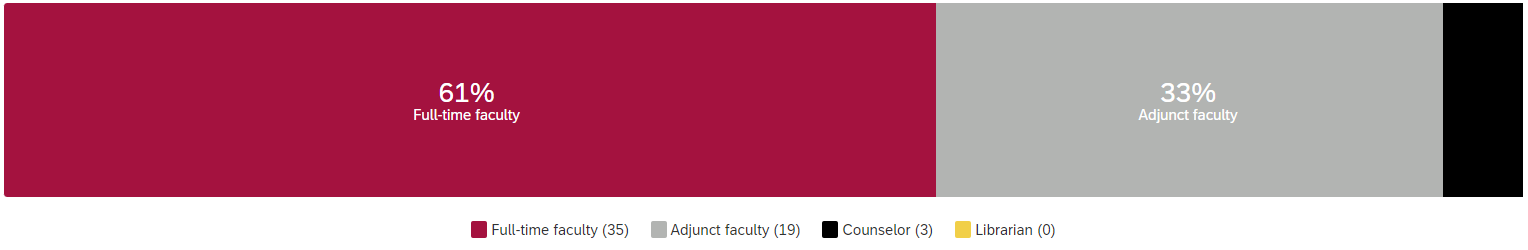 61%
Full-time faculty
33%
Adjunct faculty
Full-time faculty (35) Adjunct faculty (19) Counselor (3) Librarian (0)